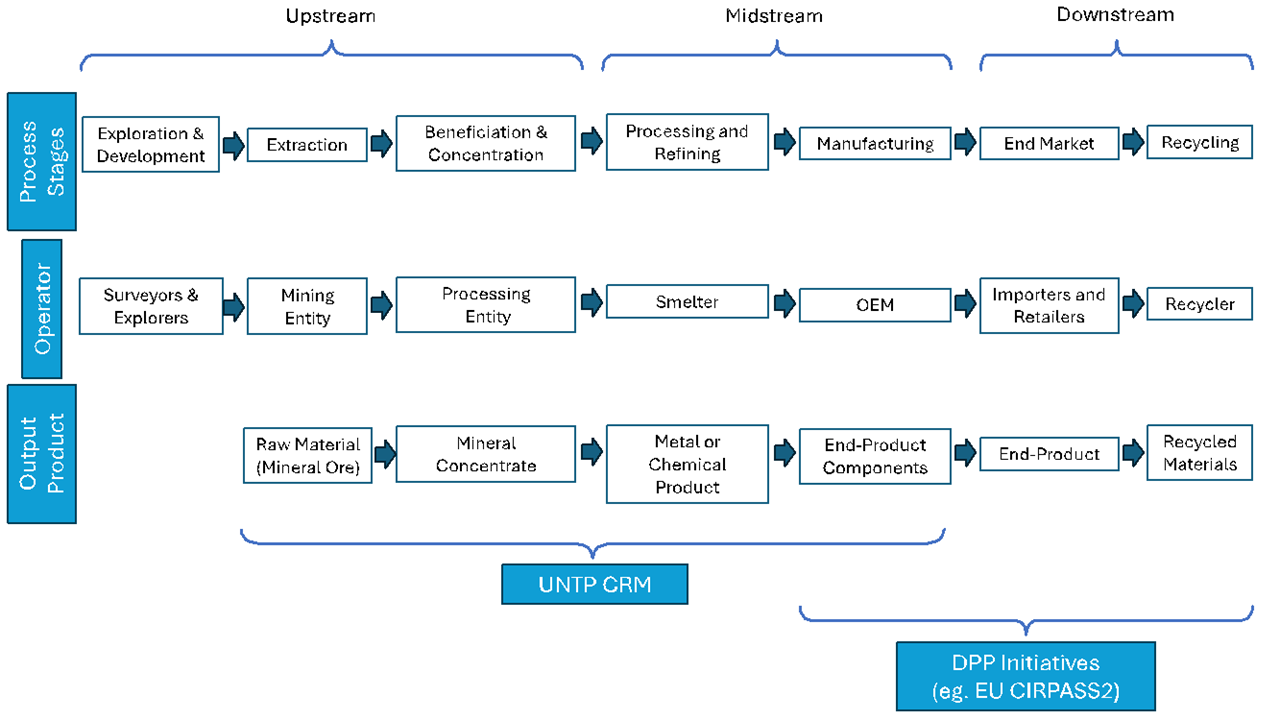 Upstream
Midstream
Downstream
Process
Stages
Exploration &
Development
Extraction
Beneficiation &
Concentration
Processing and
Refining
Manufacturing
End Market
Recycling
Operator
Surveyors &
Explorers
Mining
Entity
Processing
Entity
Smelter
OEM
Importers and
Retailers
Recycler
Output
Product
Raw Material
(Mineral Ore)
Mineral
Concentrate
Metal or
Chemical
Product
End-Product
Components
End-Product
Recycled
Materials
UNTP CRM
DPP Initiatives
(eg. EU CIRPASS2)